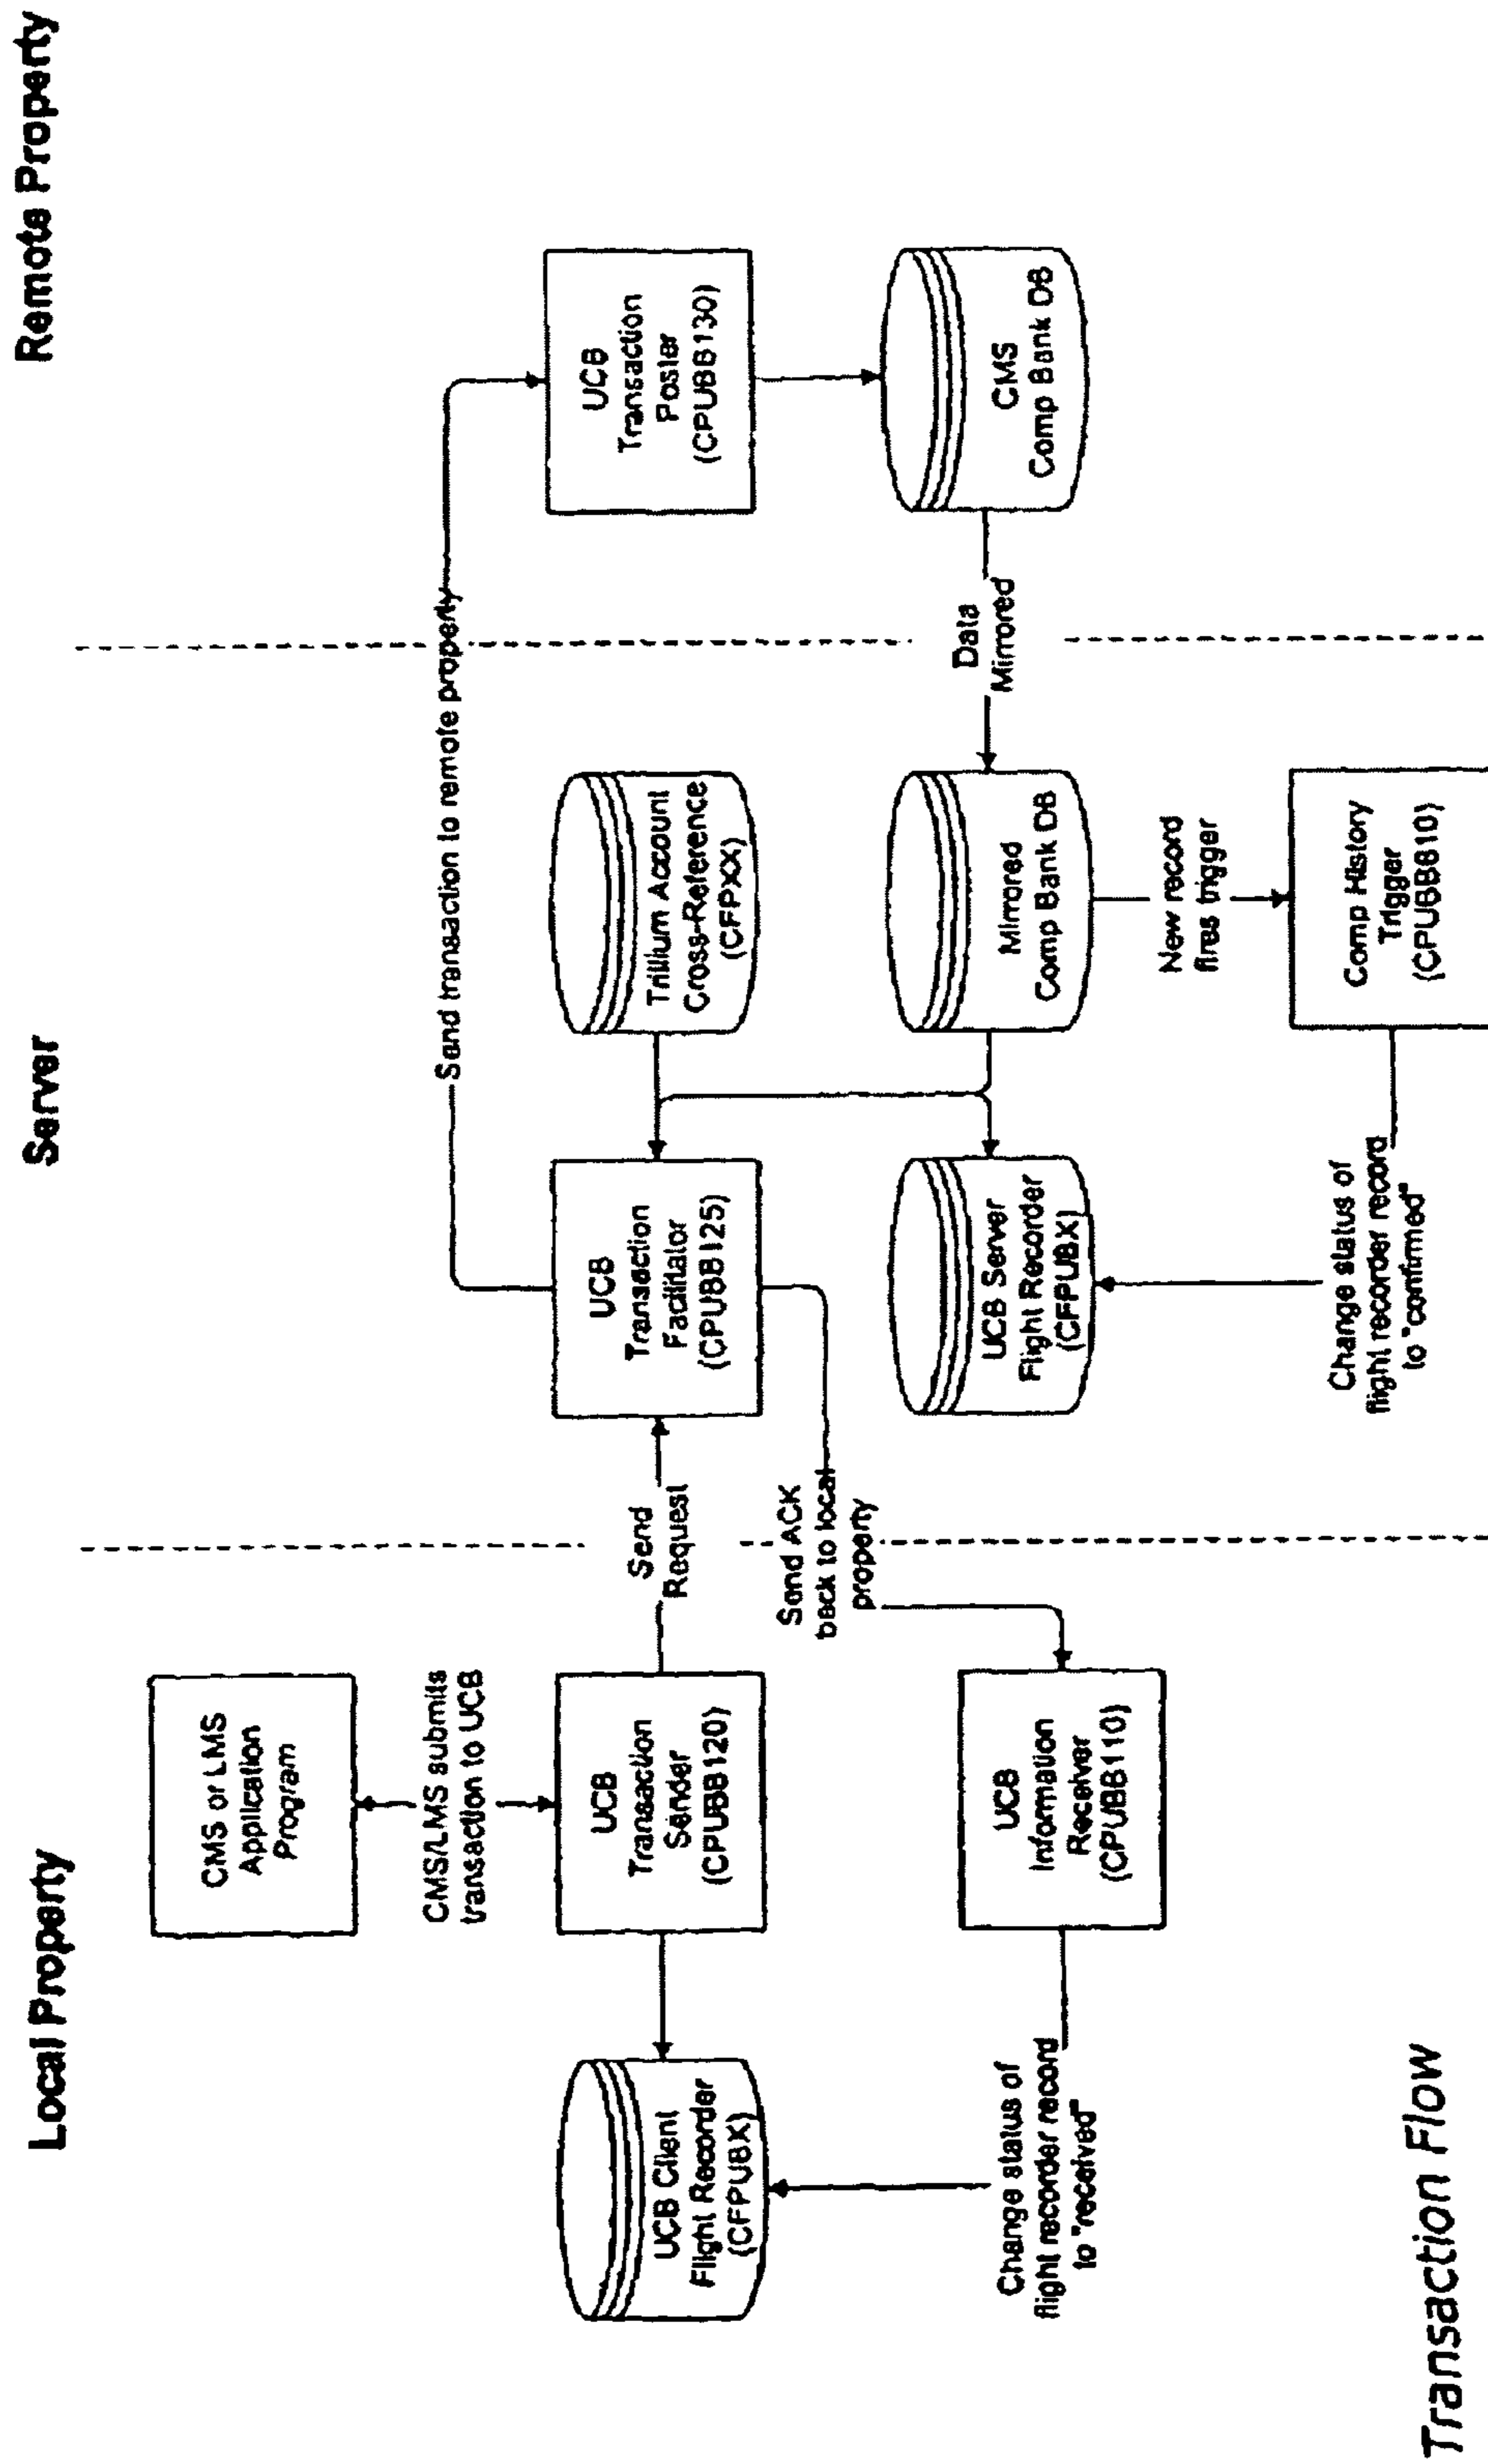 Local Property
Server
Remote Property
CMS or LMS
Application
Program
CMS/LMS submits
transaction to UCB
UCB
Transaction
Sender
(CPUBB120)
UCB Client
Flight Recorder
(CFPUBX)
UCB
Information
Receiver
(CPUBB110)
Change status of
flight recorder record
to "received"
Send
Request
Send ACK
back to local
property
Send transaction to remote property
UCB
Transaction
Facilitator
(CPUBB125)
Trillium Account
Cross-Reference
(CFPXX)
UCB Server
Flight Recorder
(CFPUBX)
Mirrored
Comp Bank DB
New record
fires trigger
Comp History
Trigger
(CPUBB810)
Change status of
flight recorder record
to "confirmed"
Data
Mirrored
UCB
Transaction
Poster
(CPUBB130)
CMS
Comp Bank DB
Transaction Flow